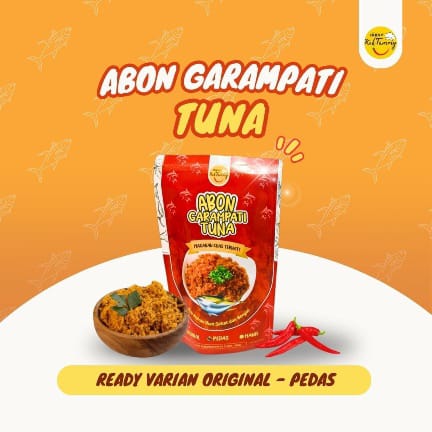 ABON GARAMPATI
TUNA
ABON
GARAMPATI
TUNA
PEDAS
READY VARIAN ORIGINAL - PEDAS